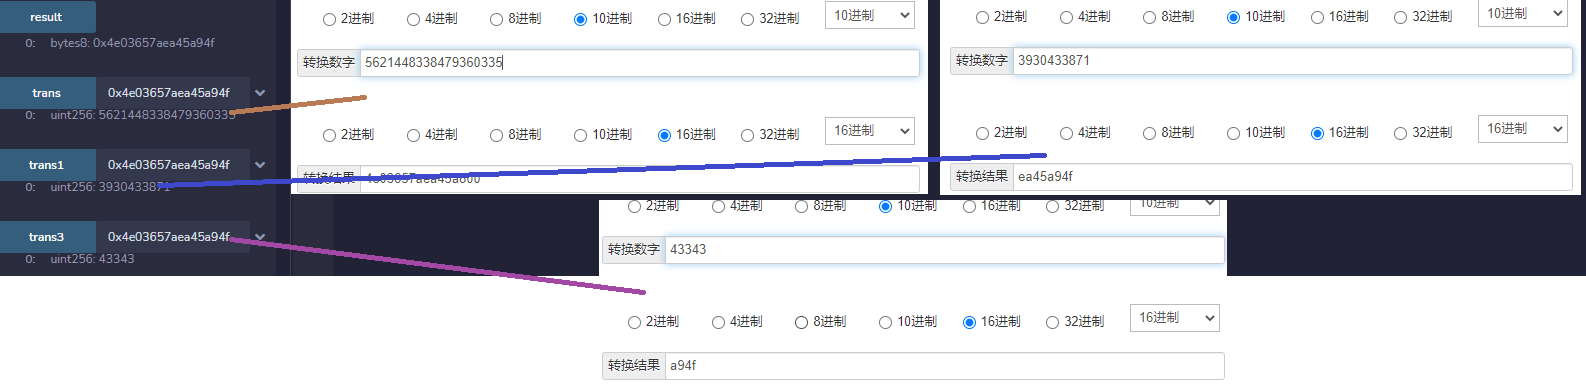 result
0: bytes8: 0x4e03657aea45a94f
trans 0x4e03657aea45a94f
0: uint256: 5621448338479360335
trans1 0x4e03657aea45a94f
0: uint256: 3930433871
trans3 0x4e03657aea45a94f
0: uint256: 43343
2进制 4进制 8进制 10进制 16进制 32进制 10进制
转换数字 5621448338479360335
2进制 4进制 8进制 10进制 16进制 32进制 16进制
转换结果 4e03657aea45a800
2进制 4进制 8进制 10进制 16进制 32进制 10进制
转换数字 3930433871
2进制 4进制 8进制 10进制 16进制 32进制 16进制
转换结果 ea45a94f
2进制 4进制 8进制 10进制 16进制 32进制 10进制
转换数字 43343
2进制 4进制 8进制 10进制 16进制 32进制 16进制
转换结果 a94f